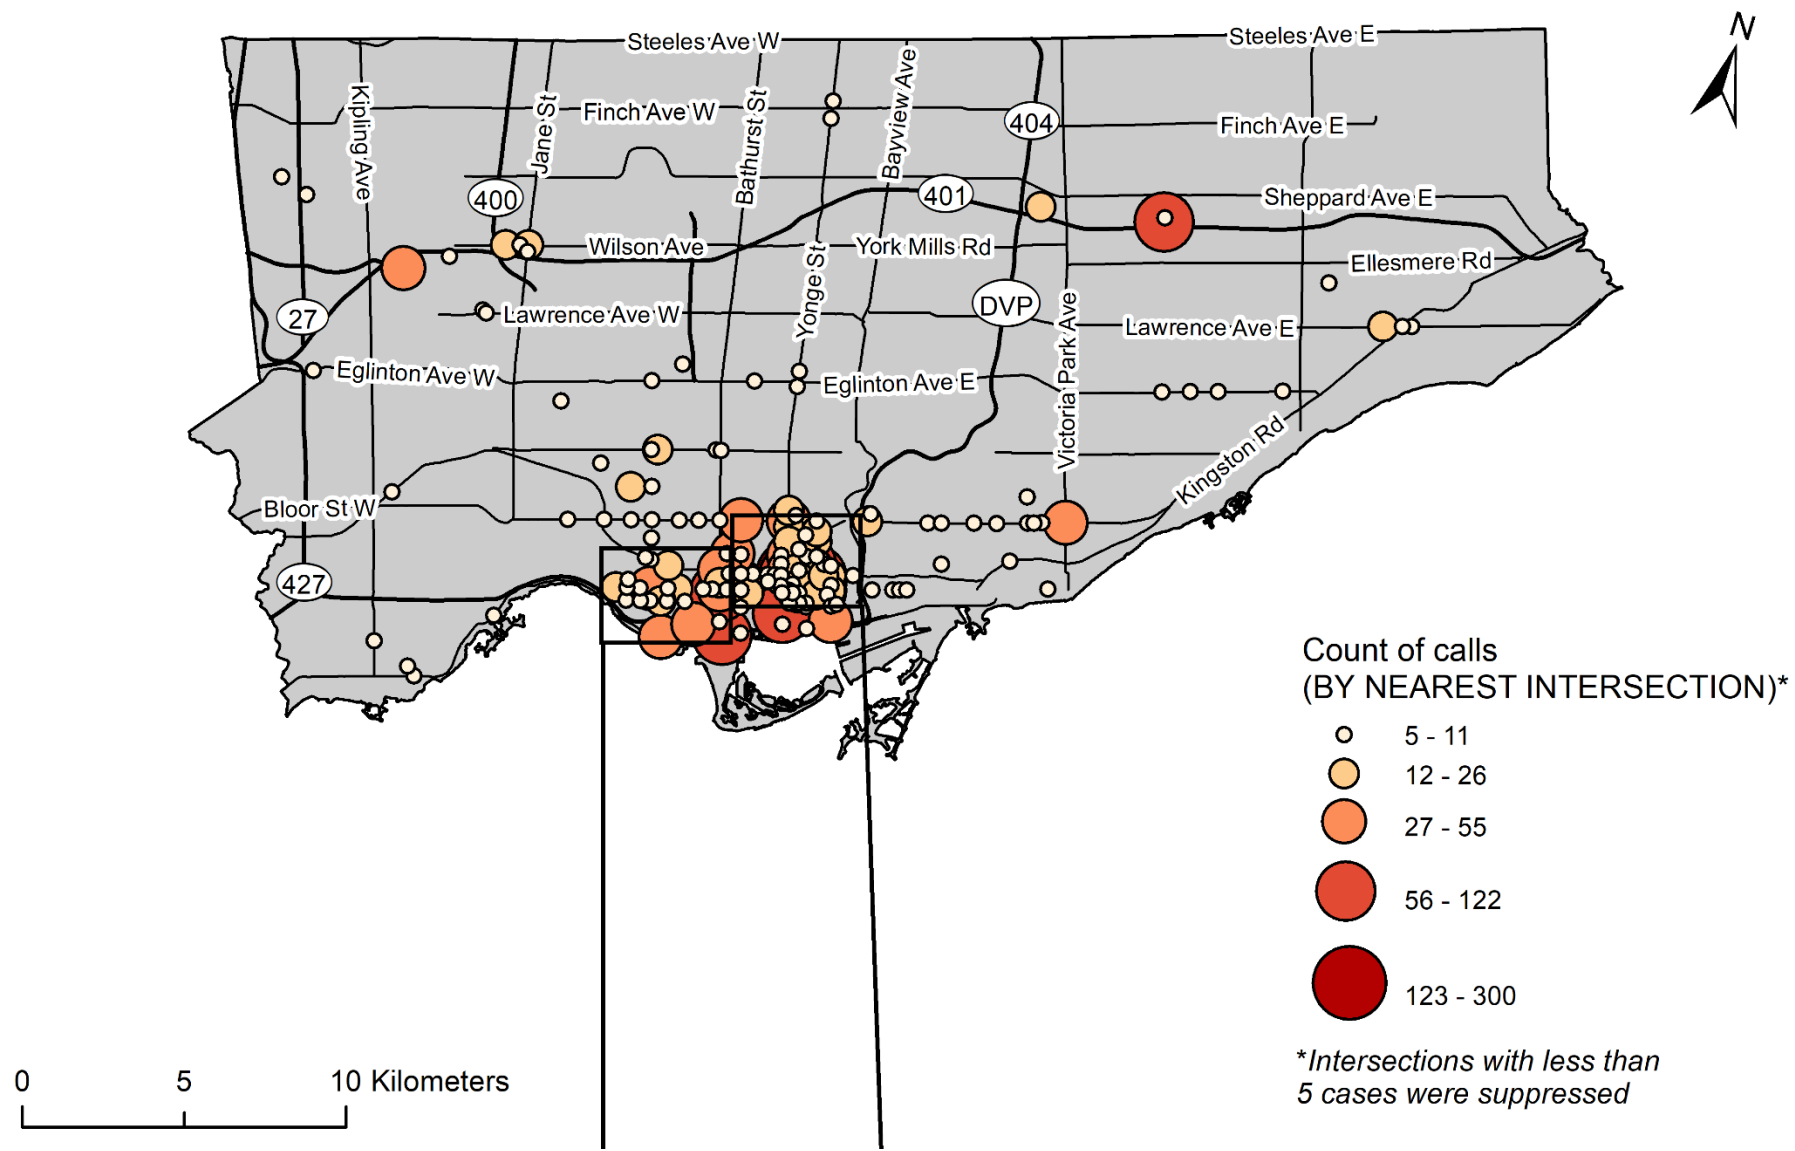 N
Steeles Ave W
Steeles Ave E
Kipling Ave
Jane St
Bathurst St
Bayview Ave
Finch Ave W
404
Finch Ave E
400
401
Sheppard Ave E
Wilson Ave
York Mills Rd
Yonge St
Ellesmere Rd
27
Lawrence Ave W
DVP
Victoria Park Ave
Lawrence Ave E
Eglinton Ave W
Eglinton Ave E
Kingston Rd
Bloor St W
427
Count of calls
(BY NEAREST INTERSECTION)*
5 - 11
12 - 26
27 - 55
56 - 122
123 - 300
*Intersections with less than
5 cases were suppressed
0 5 10 Kilometers